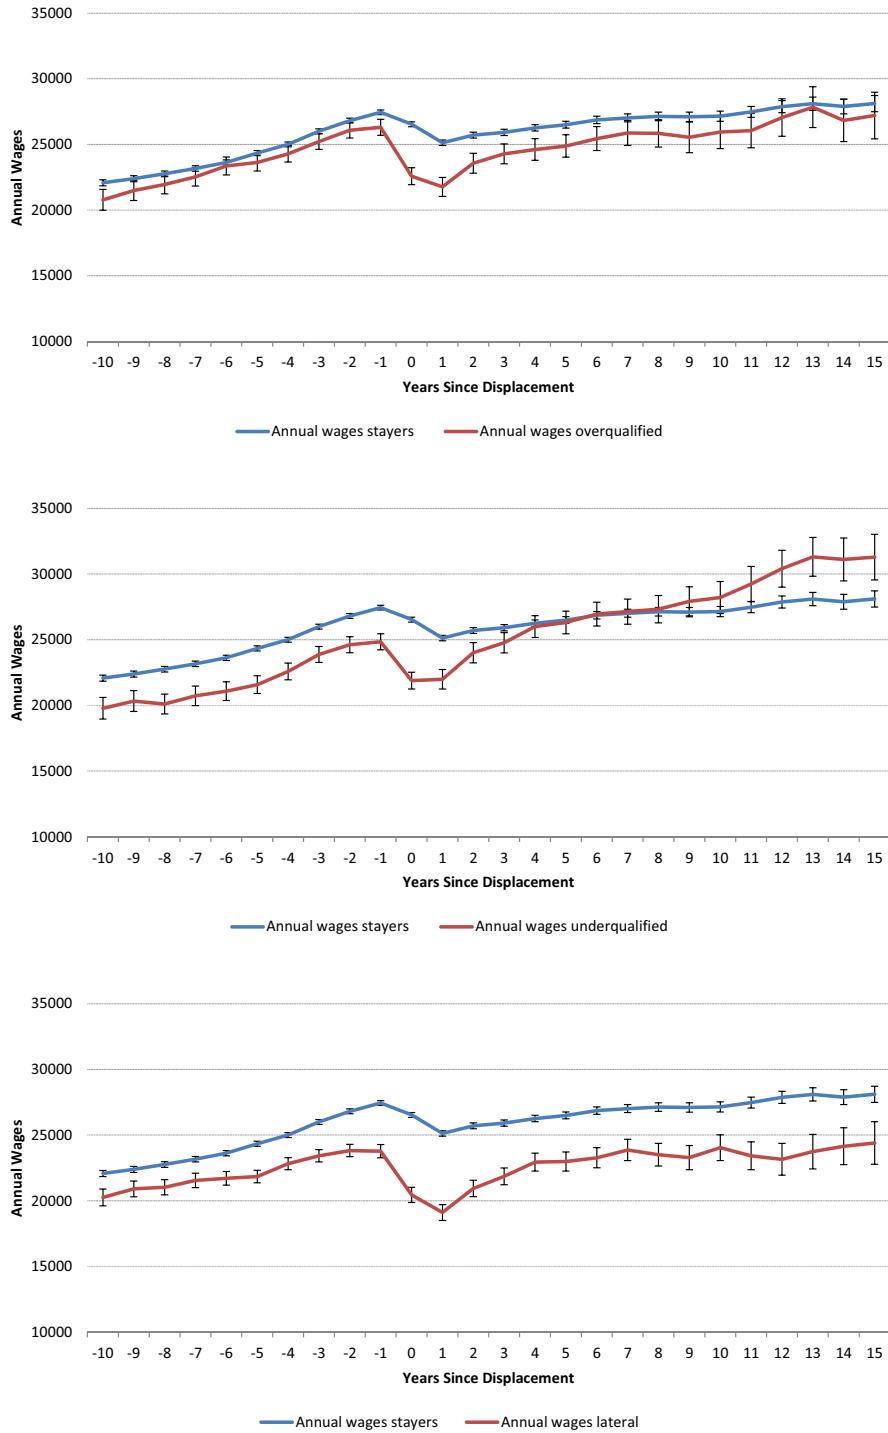 35000
30000
25000
20000
15000
10000
Annual Wages
-10 -9 -8 -7 -6 -5 -4 -3 -2 -1 0 1 2 3 4 5 6 7 8 9 10 11 12 13 14 15
Years Since Displacement
Annual wages stayers Annual wages overqualified
35000
30000
25000
20000
15000
10000
Annual Wages
-10 -9 -8 -7 -6 -5 -4 -3 -2 -1 0 1 2 3 4 5 6 7 8 9 10 11 12 13 14 15
Years Since Displacement
Annual wages stayers Annual wages underqualified
35000
30000
25000
20000
15000
10000
Annual Wages
-10 -9 -8 -7 -6 -5 -4 -3 -2 -1 0 1 2 3 4 5 6 7 8 9 10 11 12 13 14 15
Years Since Displacement
Annual wages stayers Annual wages lateral